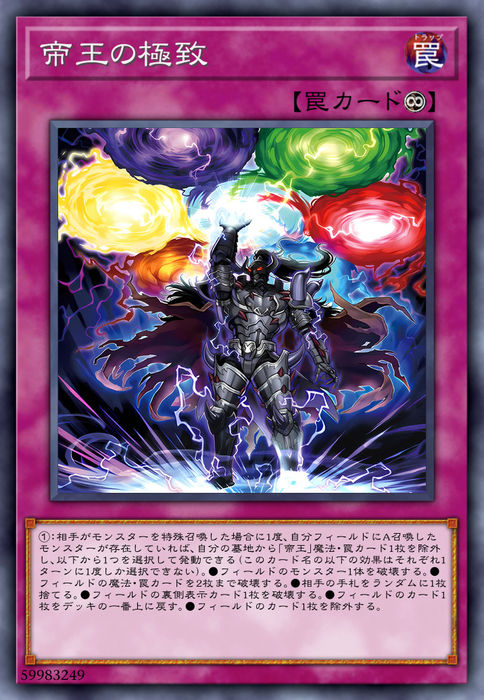 帝王の極致
トラップ
罠
【罠カード】
①:相手がモンスターを特殊召喚した場合に1度、自分フィールドにA召喚した
モンスターが存在していれば、自分の墓地から「帝王」魔法・罠カード1枚を除外
し、以下から1つを選択して発動できる(このカード名の以下の効果はそれぞれ1
ターンに1度しか選択できない)。●フィールドのモンスター1体を破壊する。●
フィールドの魔法・罠カードを2枚まで破壊する。●相手の手札をランダムに1枚
捨てる。●フィールドの裏側表示カード1枚を破壊する。●フィールドのカード1
枚をデッキの一番上に戻す。●フィールドのカード1枚を除外する。
59983249